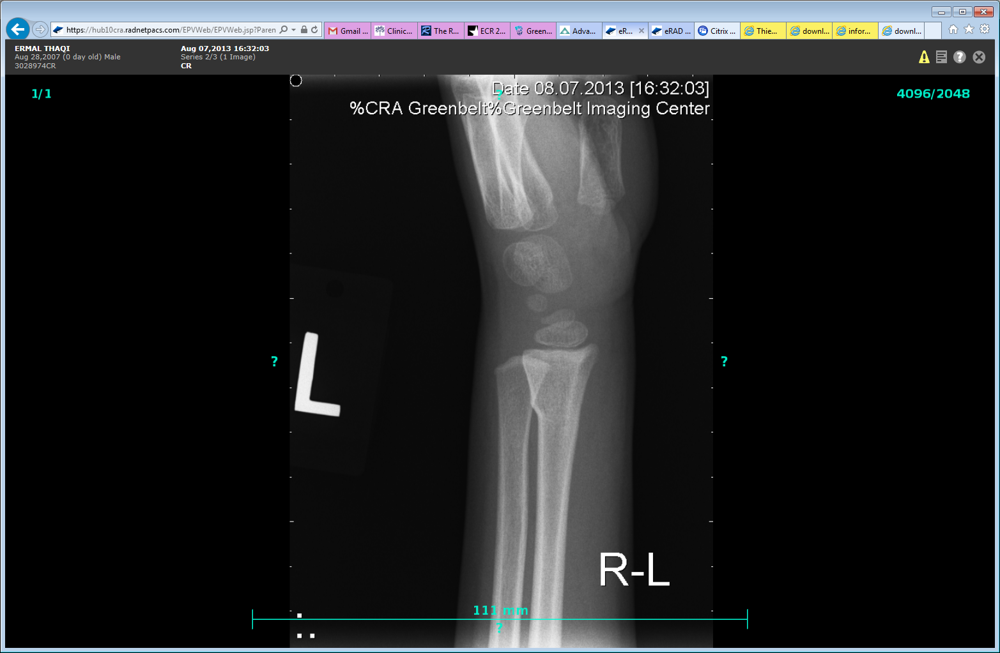 https://hub10cra.radnetpacs.com/EPVWeb/EPVWeb.jsp?Paren
Gmail ...
Clinic...
The R...
ECR 2...
Green...
Adva...
eR...
eRAD ...
Citrix ...
Thie...
downl...
infor...
downl...
ERMAL THAQI
Aug 28,2007 (0 day old) Male
3028974CR
Aug 07,2013 16:32:03
Series 2/3 (1 Image)
CR
1/1
4096/2048
Date 08.07.2013 [16:32:03]
?
%CRA Greenbelt%Greenbelt Imaging Center
L
?
?
R-L
111 mm
?